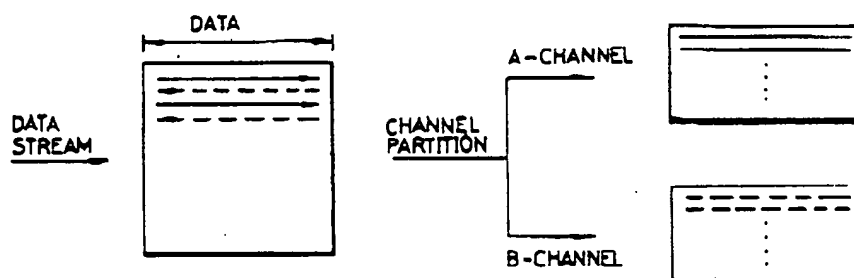 DATA
DATA
STREAM
CHANNEL
PARTITION
A-CHANNEL
B-CHANNEL